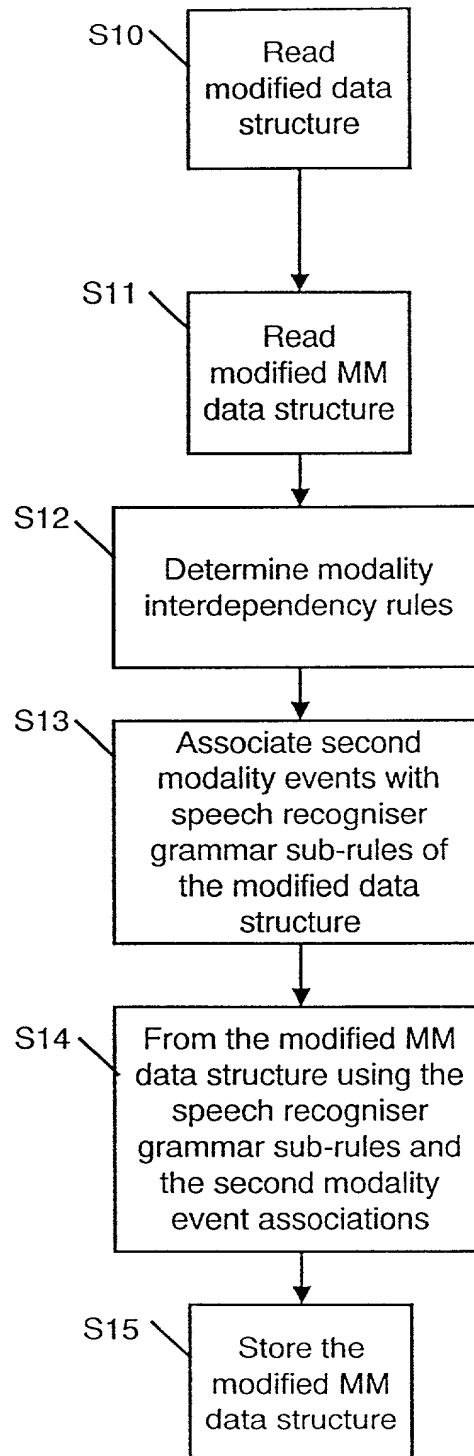 S10
Read
modified data
structure
S11
Read
modified MM
data structure
S12
Determine modality
interdependency rules
S13
Associate second
modality events with
speech recogniser
grammar sub-rules of
the modified data
structure
S14
From the modified MM
data structure using the
speech recogniser
grammar sub-rules and
the second modality
event associations
S15
Store the
modified MM
data structure